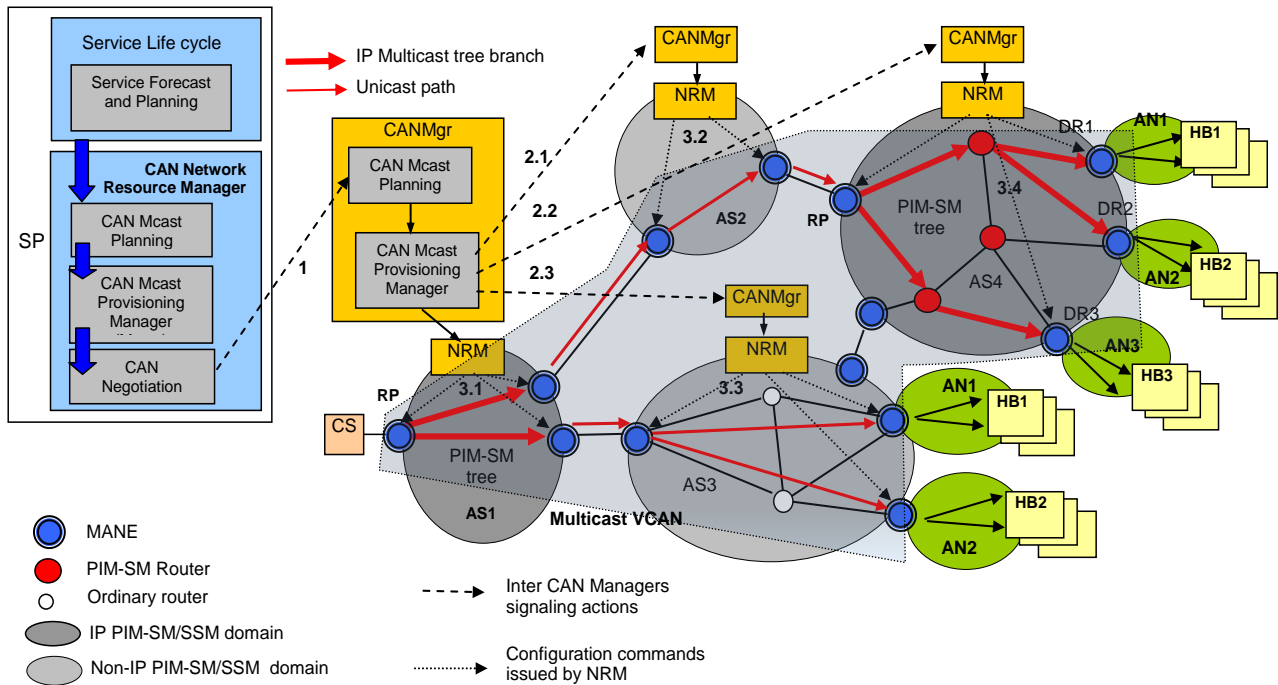 SP
Service Life cycle
Service Forecast
and Planning
CAN Network
Resource Manager
CAN Mcast
Planning
CAN Mcast
Provisioning
Manager
CAN
Negotiation
IP Multicast tree branch
Unicast path
1
CANMgr
CAN Mcast
Planning
CAN Mcast
Provisioning
Manager
NRM
2.1
2.2
2.3
CANMgr
NRM
3.2
AS2
CANMgr
NRM
DR1
3.4
RP
PIM-SM
tree
DR2
AS4
DR3
AN1
HB1
AN2
HB2
AN3
HB3
CANMgr
NRM
3.3
AS3
AN1
HB1
AN2
HB2
RP
3.1
CS
PIM-SM
tree
AS1
Multicast VCAN
MANE
PIM-SM Router
Ordinary router
IP PIM-SM/SSM domain
Non-IP PIM-SM/SSM domain
Inter CAN Managers
signaling actions
Configuration commands
issued by NRM